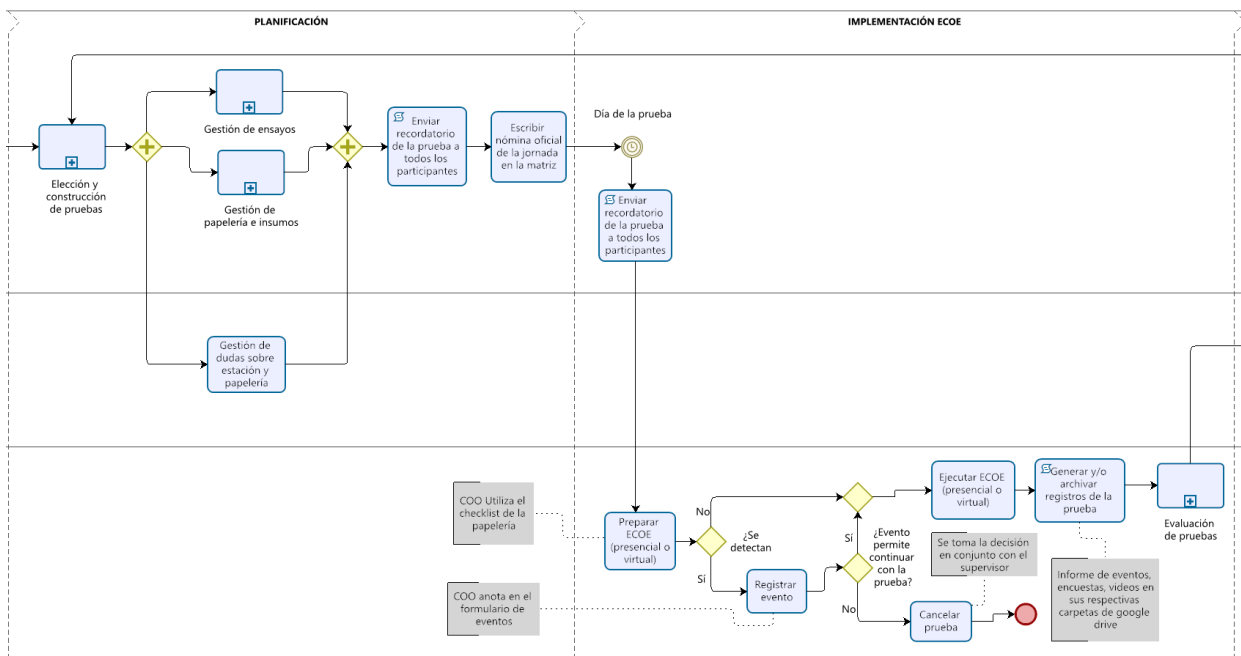 PLANIFICACIÓN
IMPLEMENTACIÓN ECOE
Elección y
construcción
de pruebas
Gestión de ensayos
Gestión de
papelería e insumos
Enviar
recordatorio
de la prueba a
todos los
participantes
Escribir
nómina oficial
de la jornada
en la matriz
Día de la prueba
Enviar
recordatorio
de la prueba
a todos los
participantes
Gestión de
dudas sobre
estación y
papelería
COO Utiliza el
checklist de la
papelería
Preparar
ECOE
(presencial o
virtual)
No
¿Se
detectan
Sí
Registrar
evento
COO anota en el
formulario de
eventos
Sí
¿Evento
permite
continuar
con la
prueba?
No
Cancelar
prueba
Se toma la decisión
en conjunto con el
supervisor
Ejecutar ECOE
(presencial o
virtual)
Generar y/o
archivar
registros de la
prueba
Informe de eventos,
encuestas, videos en
sus respectivas
carpetas de google
drive
Evaluación
de pruebas